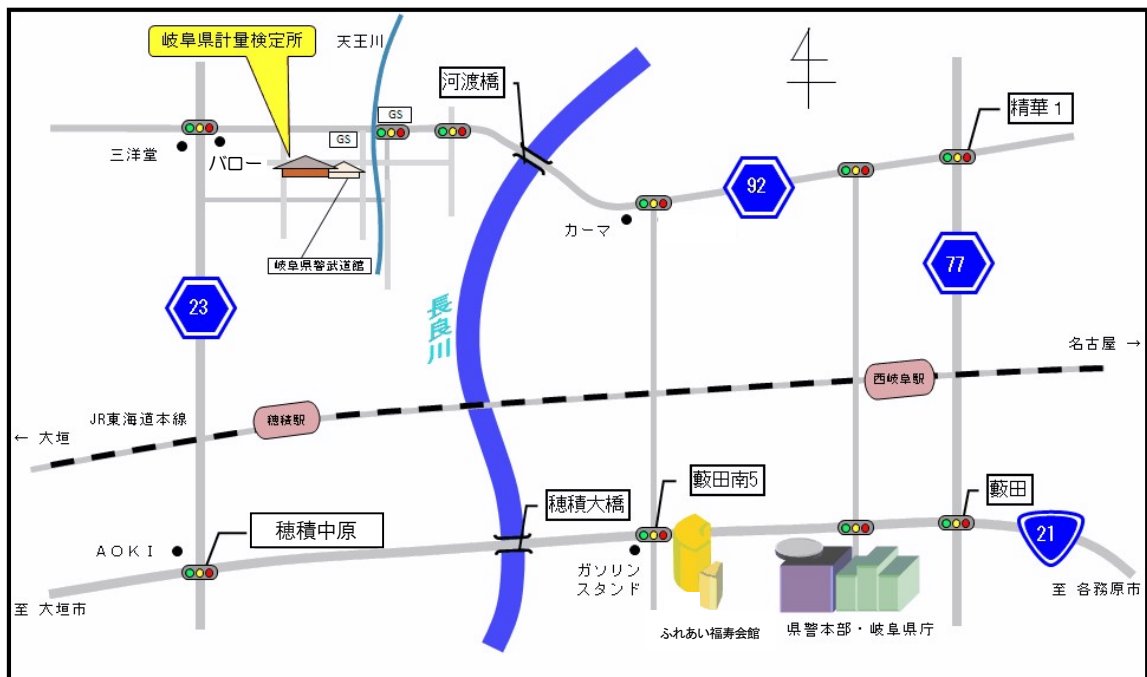 岐阜県計量検定所
天王川
河渡橋
精華1
GS
GS
三洋堂
バロー
92
カーマ
岐阜県警武道館
77
23
長良川
名古屋 →
西岐阜駅
穂積駅
JR東海道本線
← 大垣
藪田南5
藪田
穂積大橋
穂積中原
21
AOKI
ガソリン
スタンド
至 大垣市
至 各務原市
ふれあい福寿会館
県警本部・岐阜県庁